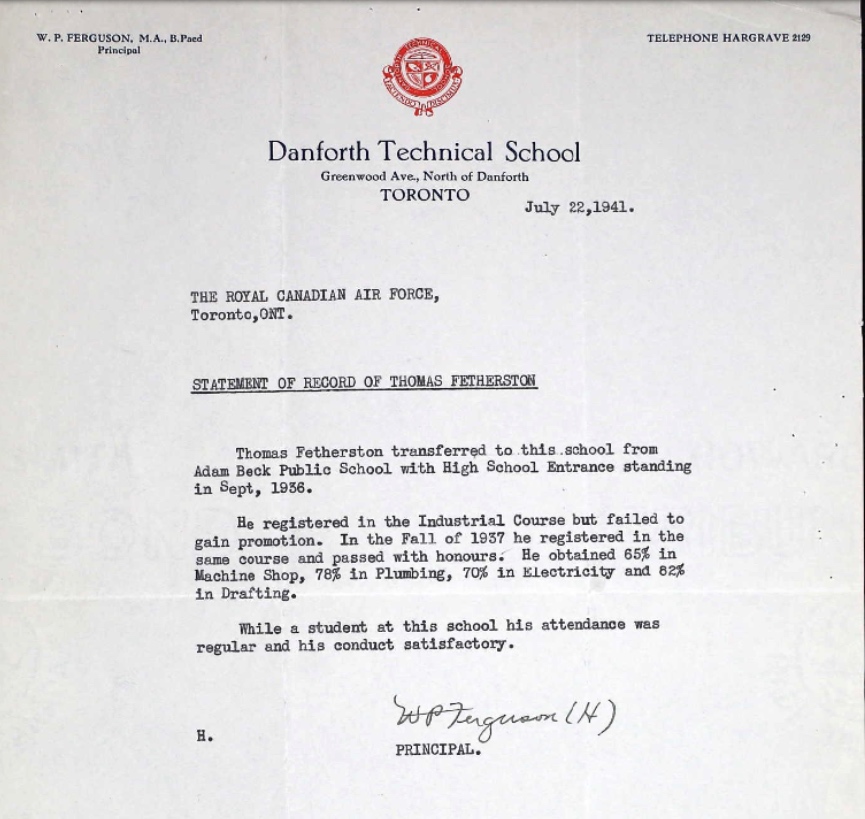 W. P. FERGUSON, M.A., B.Paed
Principal
TELEPHONE HARGRAVE 2129
TECHNICAL
Danforth Technical School
Greenwood Ave., North of Danforth
TORONTO
July 22,1941.
THE ROYAL CANADIAN AIR FORCE,
Toronto,ONT.
STATEMENT OF RECORD OF THOMAS FETHERSTON
Thomas Fetherston transferred to this school from
Adam Beck Public School with High School Entrance standing
in Sept, 1936.
He registered in the Industrial Course but failed to
gain promotion. In the Fall of 1937 he registered in the
same course and passed with honours. He obtained 65% in
Machine Shop, 78% in Plumbing, 70% in Electricity and 82%
in Drafting.
While a student at this school his attendance was
regular and his conduct satisfactory.
WP Ferguson (H)
H.
PRINCIPAL.